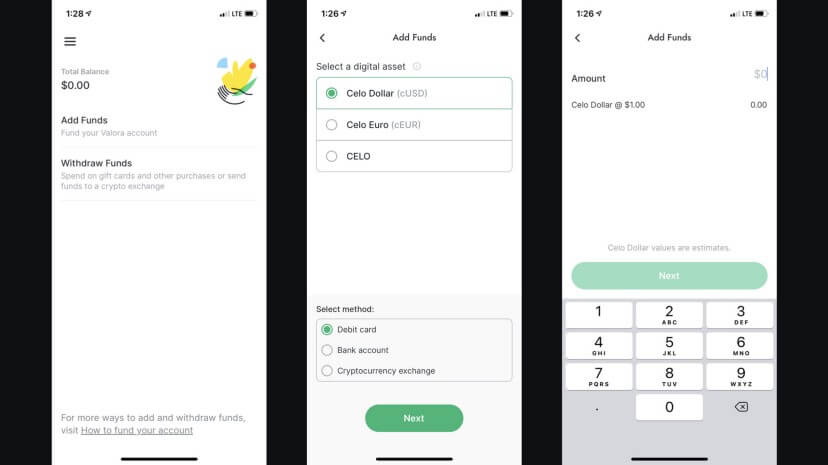 1:28
LTE
Total Balance
$0.00
Add Funds
Fund your Valora account
Withdraw Funds
Spend on gift cards and other purchases or send
funds to a crypto exchange
For more ways to add and withdraw funds,
visit How to fund your account
1:26
LTE
Add Funds
Select a digital asset
Celo Dollar (cUSD)
Celo Euro (cEUR)
CELO
Select method:
Debit card
Bank account
Cryptocurrency exchange
Next
1:26
LTE
Add Funds
Amount $0
Celo Dollar @ $1.00 0.00
Celo Dollar values are estimates.
Next
1 2 3
ABC DEF
4 5 6
GHI JKL MNO
7 8 9
PQRS TUV WXYZ
. 0